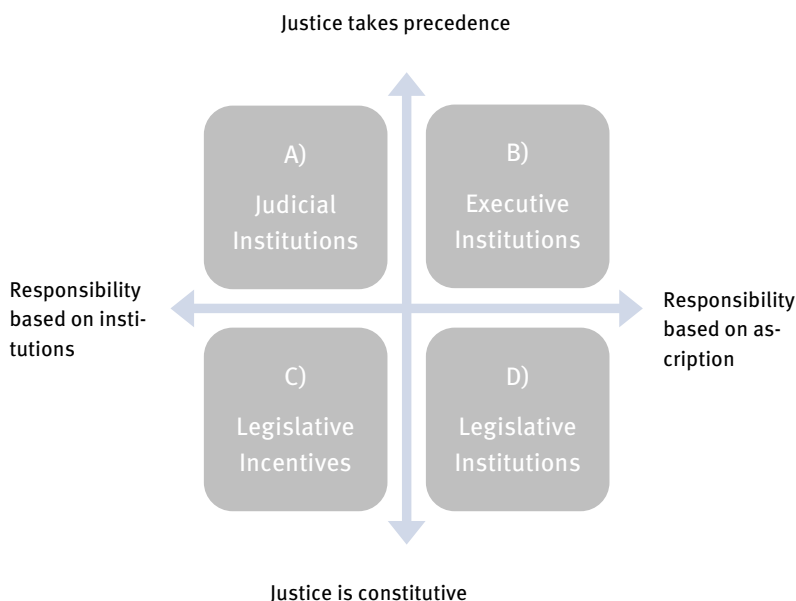 Justice takes precedence
A)
Judicial
Institutions
B)
Executive
Institutions
Responsibility
based on insti-
tutions
Responsibility
based on as-
cription
C)
Legislative
Incentives
D)
Legislative
Institutions
Justice is constitutive